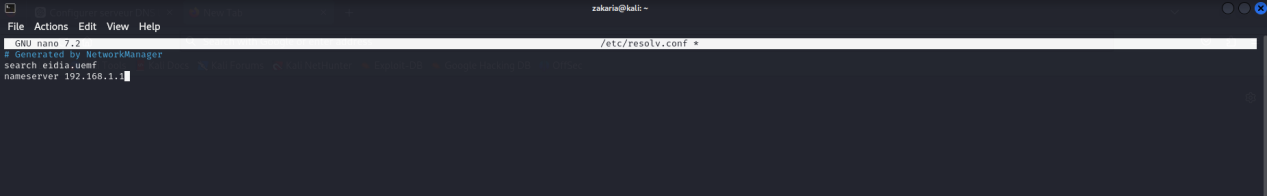 zakaria@kali: ~
File Actions Edit View Help
GNU nano 7.2 /etc/resolv.conf *
# Generated by NetworkManager
search eidia.uemf
nameserver 192.168.1.1